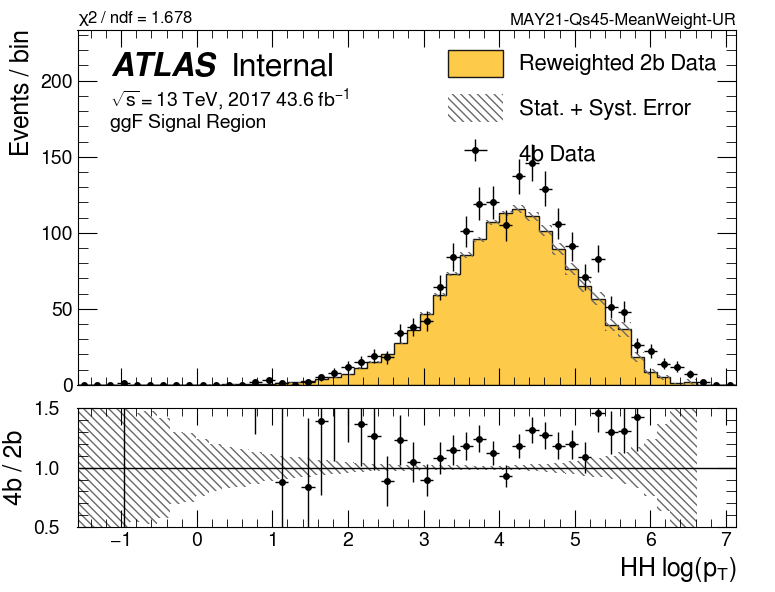 χ2 / ndf = 1.678
MAY21-Qs45-MeanWeight-UR
Events / bin
ATLAS Internal
√s = 13 TeV, 2017 43.6 fb⁻¹
ggF Signal Region
Reweighted 2b Data
Stat. + Syst. Error
4b Data
200
150
100
50
0
4b / 2b
1.5
1.0
0.5
−1 0 1 2 3 4 5 6 7
HH log(pT)